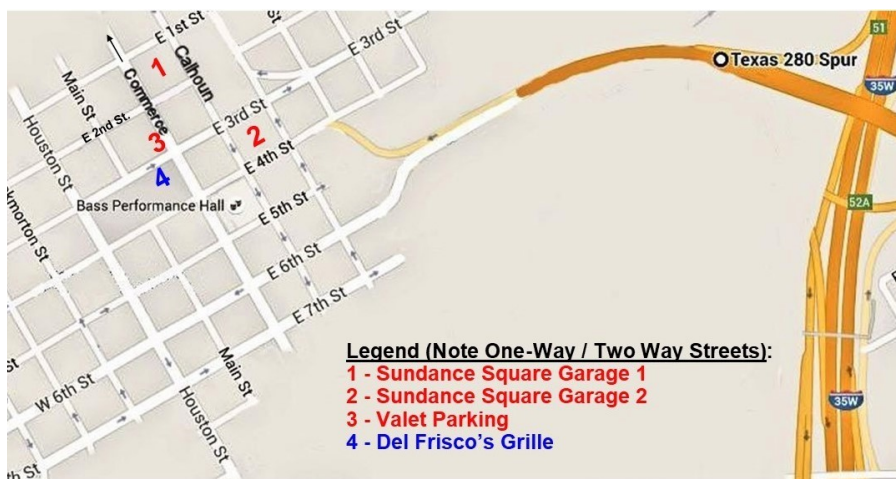 E 1st St
E 3rd St
51
Texas 280 Spur
35W
Calhoun
Commerce
1
Main St
E 2nd St.
3
E 3rd St
2
Houston St
4
E 4th St
Bass Performance Hall
E 5th St
52A
E 6th St
E 7th St
Main St
W 6th St
Houston St
35W
Legend (Note One-Way / Two Way Streets):
1 - Sundance Square Garage 1
2 - Sundance Square Garage 2
3 - Valet Parking
4 - Del Frisco's Grille